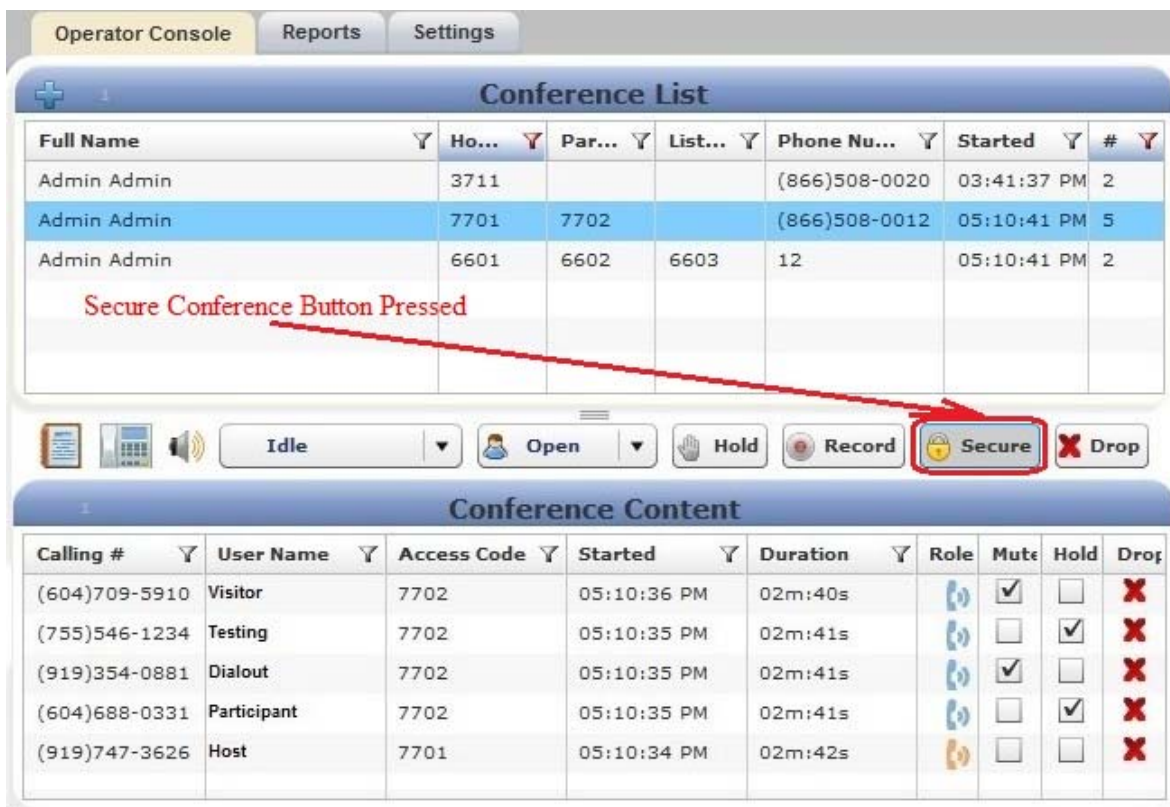 Operator Console Reports Settings
1 Conference List
Full Name Ho... Par... List... Phone Nu... Started #
Admin Admin 3711 (866)508-0020 03:41:37 PM 2
Admin Admin 7701 7702 (866)508-0012 05:10:41 PM 5
Admin Admin 6601 6602 6603 12 05:10:41 PM 2
Secure Conference Button Pressed
Idle Open Hold Record Secure Drop
1 Conference Content
Calling # User Name Access Code Started Duration Role Mute Hold Drop
(604)709-5910 Visitor 7702 05:10:36 PM 02m:40s
(755)546-1234 Testing 7702 05:10:35 PM 02m:41s
(919)354-0881 Dialout 7702 05:10:35 PM 02m:41s
(604)688-0331 Participant 7702 05:10:35 PM 02m:41s
(919)747-3626 Host 7701 05:10:34 PM 02m:42s